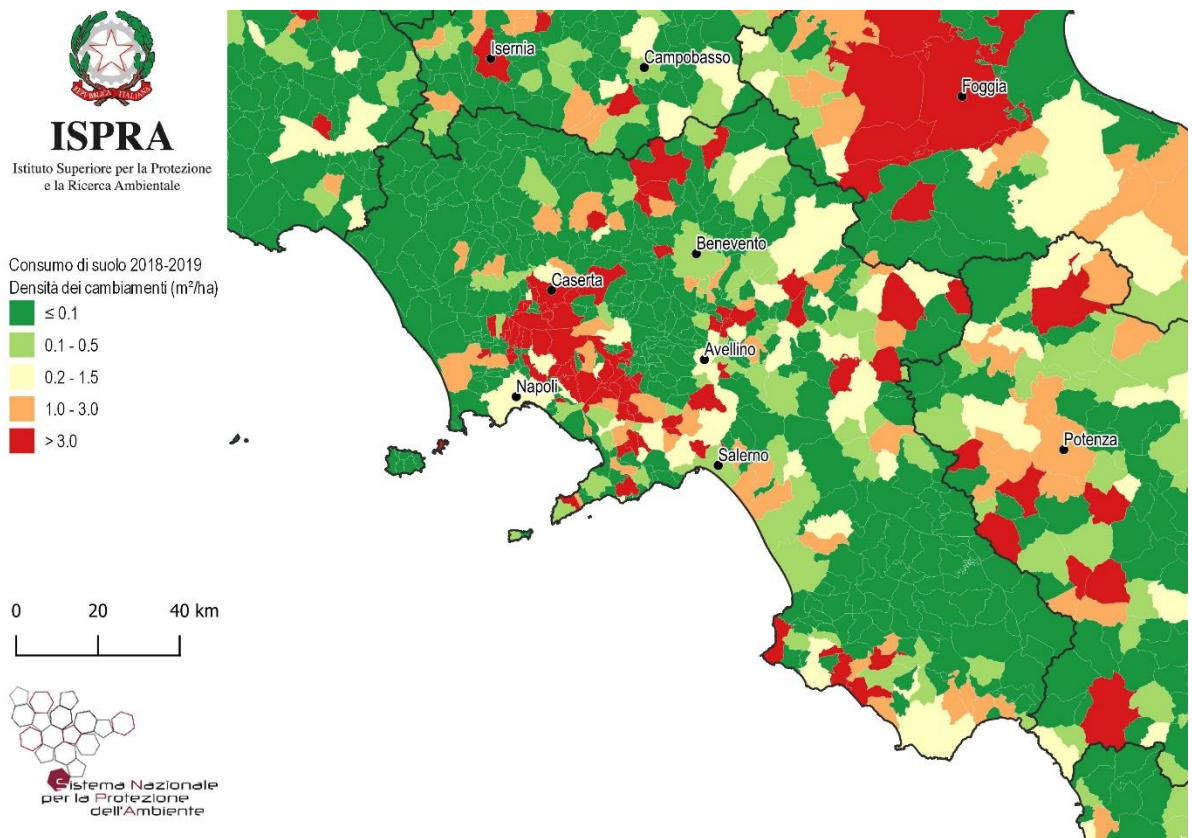 REPVBBLICA ITALIANA
ISPRA
Istituto Superiore per la Protezione
e la Ricerca Ambientale
Consumo di suolo 2018-2019
Densità dei cambiamenti (m²/ha)
≤ 0.1
0.1 - 0.5
0.2 - 1.5
1.0 - 3.0
> 3.0
0 20 40 km
Sistema Nazionale
per la Protezione
dell'Ambiente
Isernia
Campobasso
Foggia
Benevento
Caserta
Avellino
Napoli
Salerno
Potenza